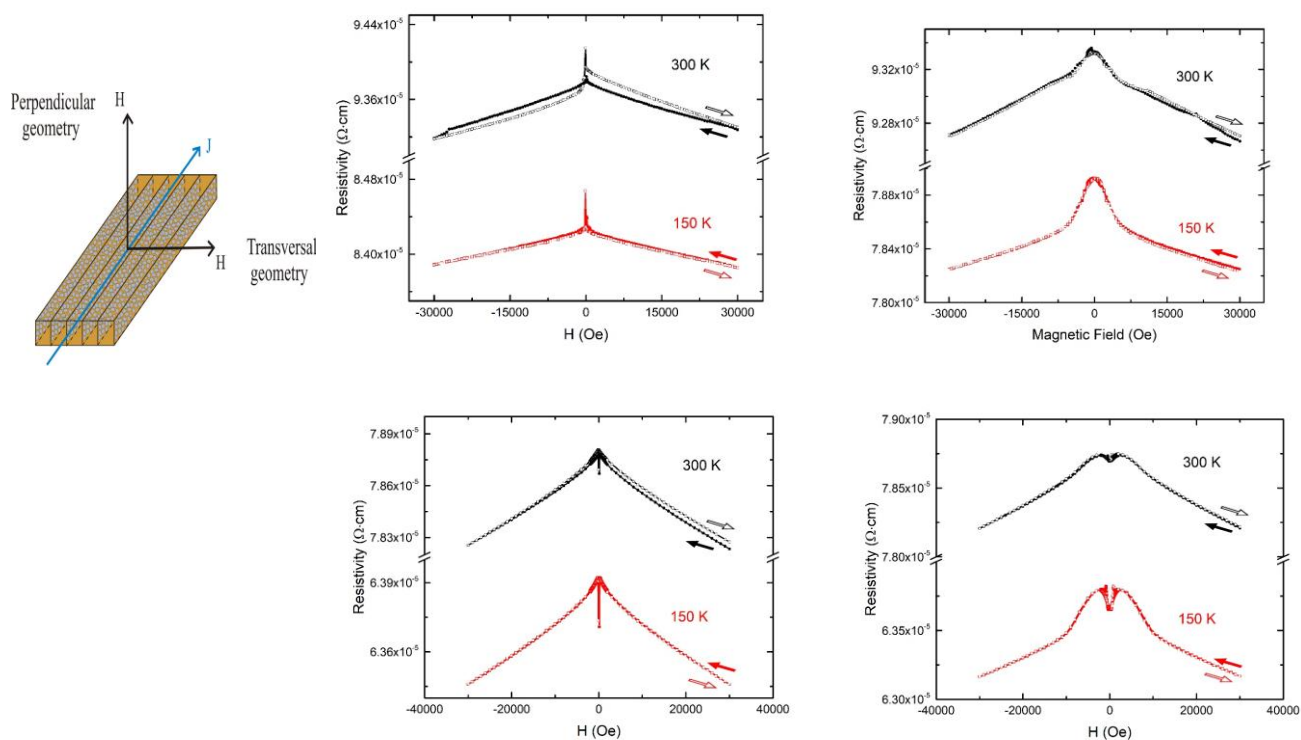 Perpendicular
geometry
H
J
H
Transversal
geometry
Resistivity (Ω·cm)
9.44x10⁻⁵
9.36x10⁻⁵
8.48x10⁻⁵
8.40x10⁻⁵
300 K
150 K
-30000 -15000 0 15000 30000
H (Oe)
Resistivity (Ω·cm)
9.32x10⁻⁵
9.28x10⁻⁵
7.88x10⁻⁵
7.84x10⁻⁵
7.80x10⁻⁵
300 K
150 K
-30000 -15000 0 15000 30000
Magnetic Field (Oe)
Resistivity (Ω·cm)
7.89x10⁻⁵
7.86x10⁻⁵
7.83x10⁻⁵
6.39x10⁻⁵
6.36x10⁻⁵
300 K
150 K
-40000 -20000 0 20000 40000
H (Oe)
Resistivity (Ω·cm)
7.90x10⁻⁵
7.85x10⁻⁵
7.80x10⁻⁵
6.35x10⁻⁵
6.30x10⁻⁵
300 K
150 K
-40000 -20000 0 20000 40000
H (Oe)